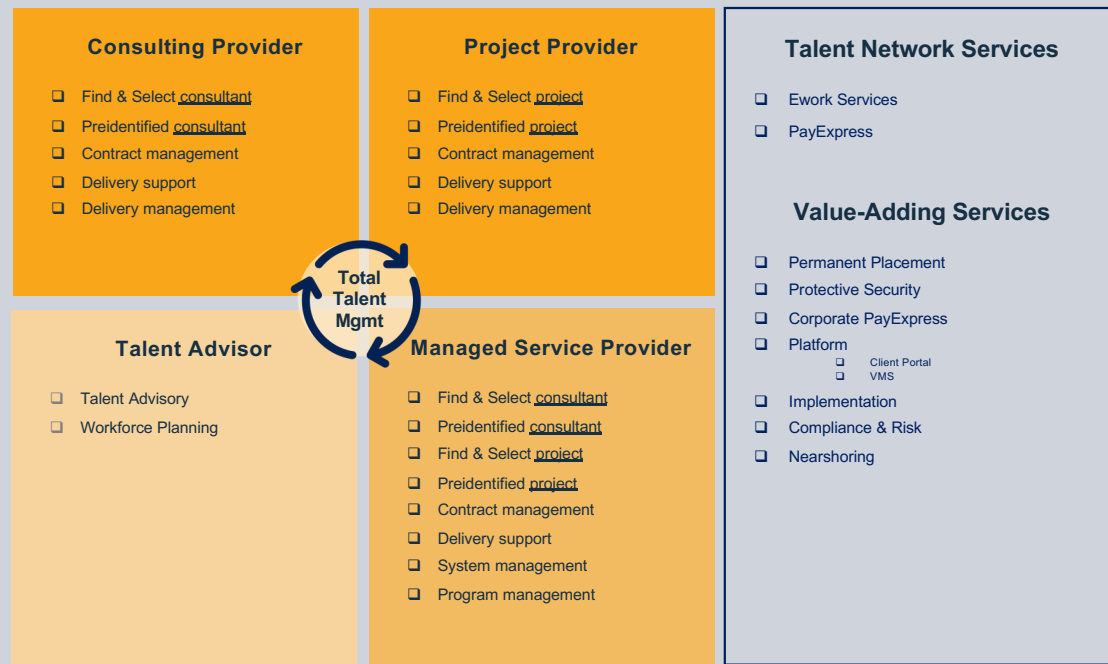 Consulting Provider
Find & Select consultant
Preidentified consultant
Contract management
Delivery support
Delivery management
Project Provider
Find & Select project
Preidentified project
Contract management
Delivery support
Delivery management
Total
Talent
Mgmt
Talent Advisor
Talent Advisory
Workforce Planning
Managed Service Provider
Find & Select consultant
Preidentified consultant
Find & Select project
Preidentified project
Contract management
Delivery support
System management
Program management
Talent Network Services
Ework Services
PayExpress
Value-Adding Services
Permanent Placement
Protective Security
Corporate PayExpress
Platform
Client Portal
VMS
Implementation
Compliance & Risk
Nearshoring